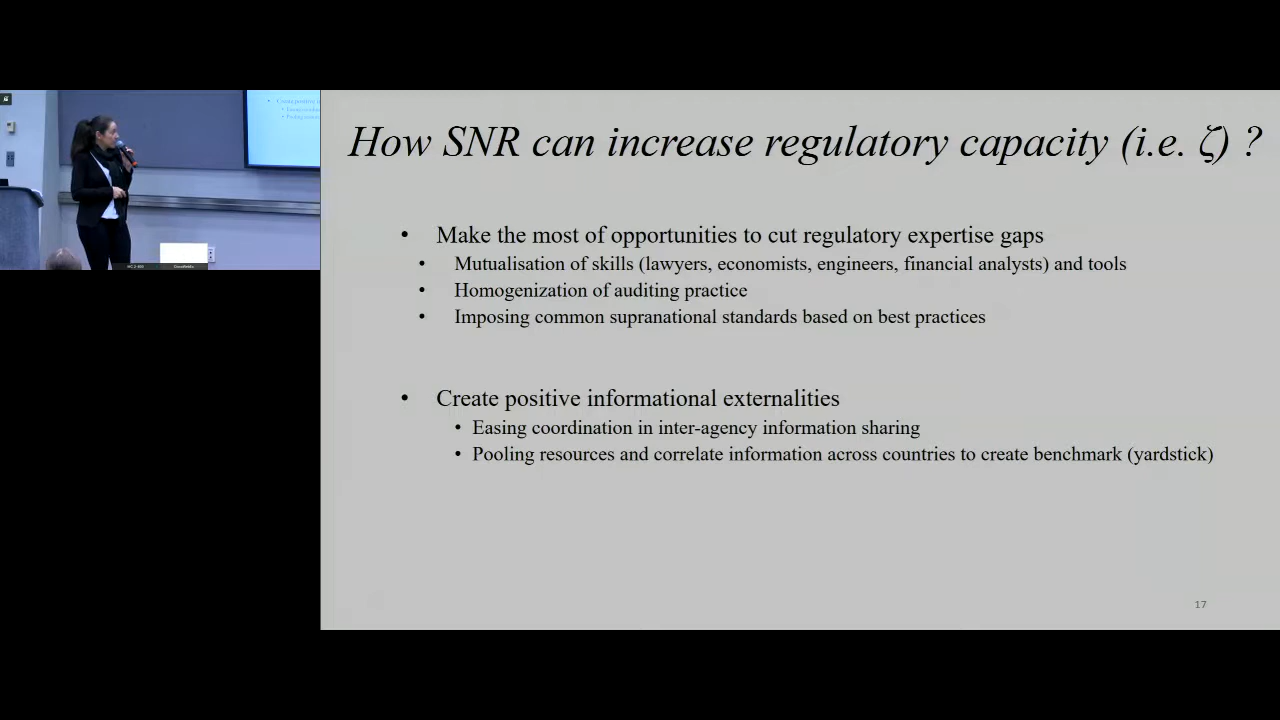 How SNR can increase regulatory capacity (i.e. ζ) ?
• Make the most of opportunities to cut regulatory expertise gaps
• Mutualisation of skills (lawyers, economists, engineers, financial analysts) and tools
• Homogenization of auditing practice
• Imposing common supranational standards based on best practices
• Create positive informational externalities
• Easing coordination in inter-agency information sharing
• Pooling resources and correlate information across countries to create benchmark (yardstick)
17